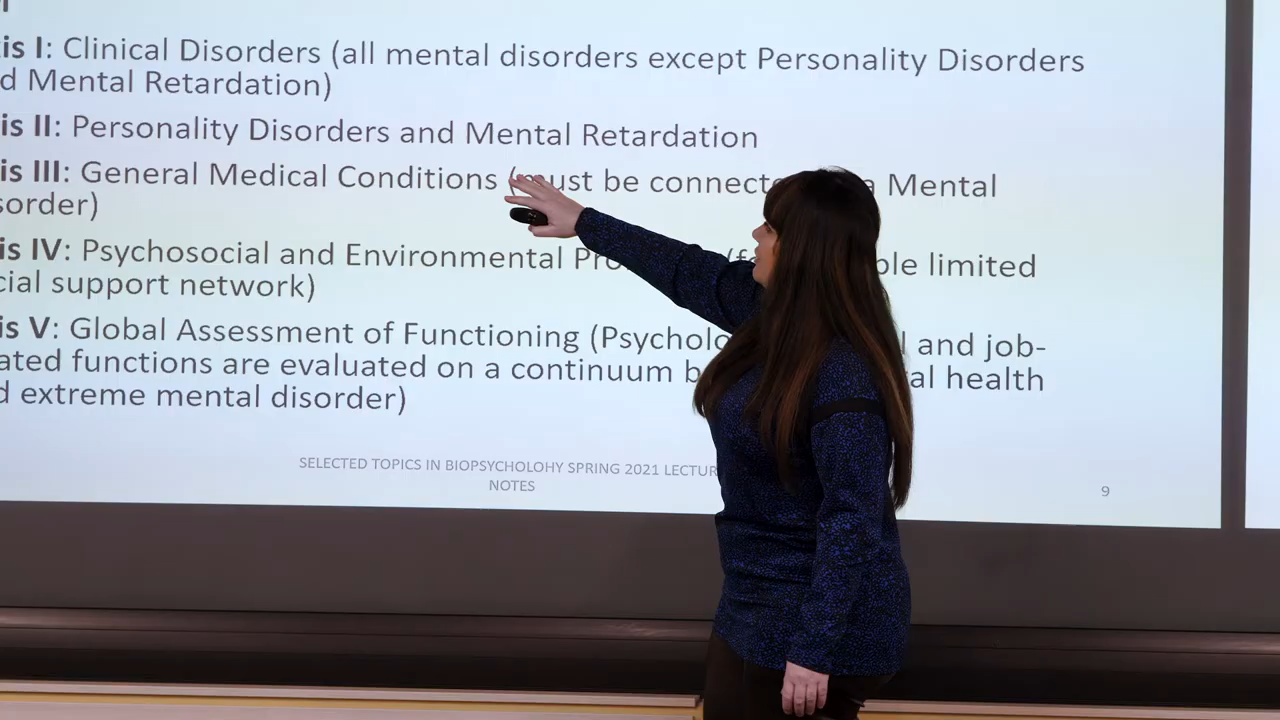 is I: Clinical Disorders (all mental disorders except Personality Disorders
d Mental Retardation)
is II: Personality Disorders and Mental Retardation
is III: General Medical Conditions (must be connect a Mental
sorder)
is IV: Psychosocial and Environmental Pro (f ple limited
cial support network)
is V: Global Assessment of Functioning (Psycholo l and job-
ated functions are evaluated on a continuum b al health
d extreme mental disorder)
SELECTED TOPICS IN BIOPSYCHOLOHY SPRING 2021 LECTUR
NOTES
9